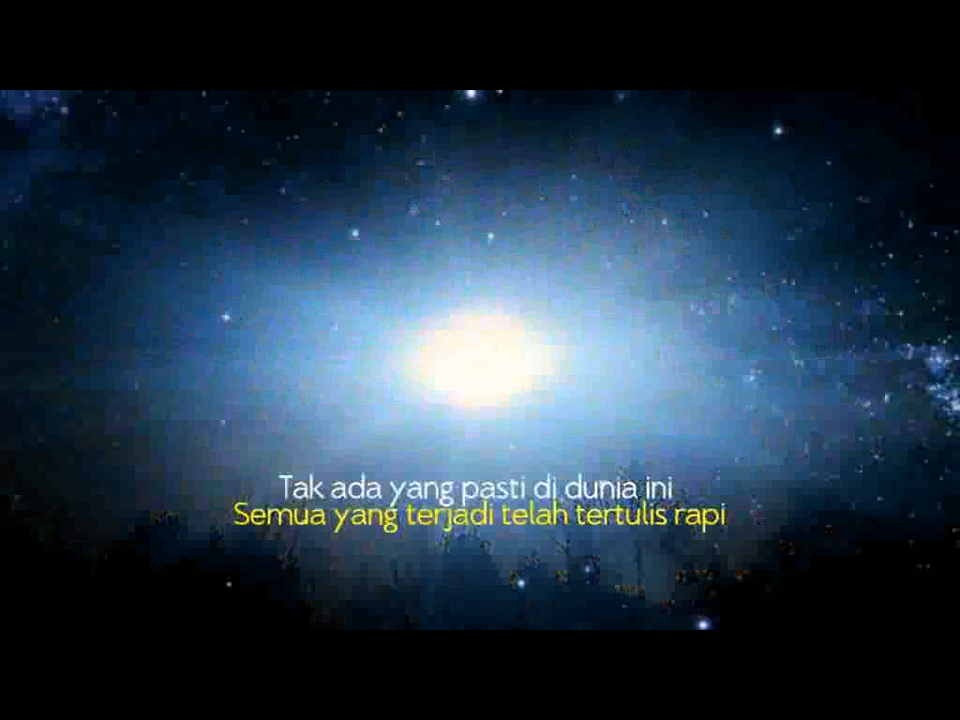 Tak ada yang pasti di dunia ini
Semua yang terjadi telah tertulis rapi